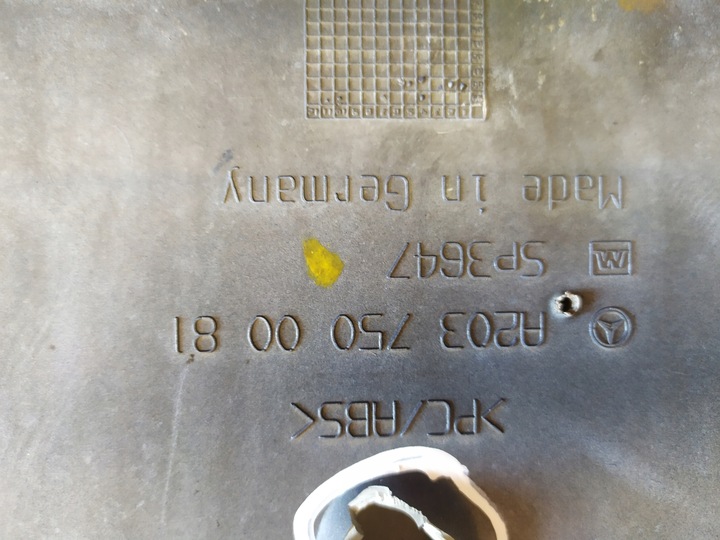 >PC/ABS<
A203 750 00 81
SP3647
Made in Germany